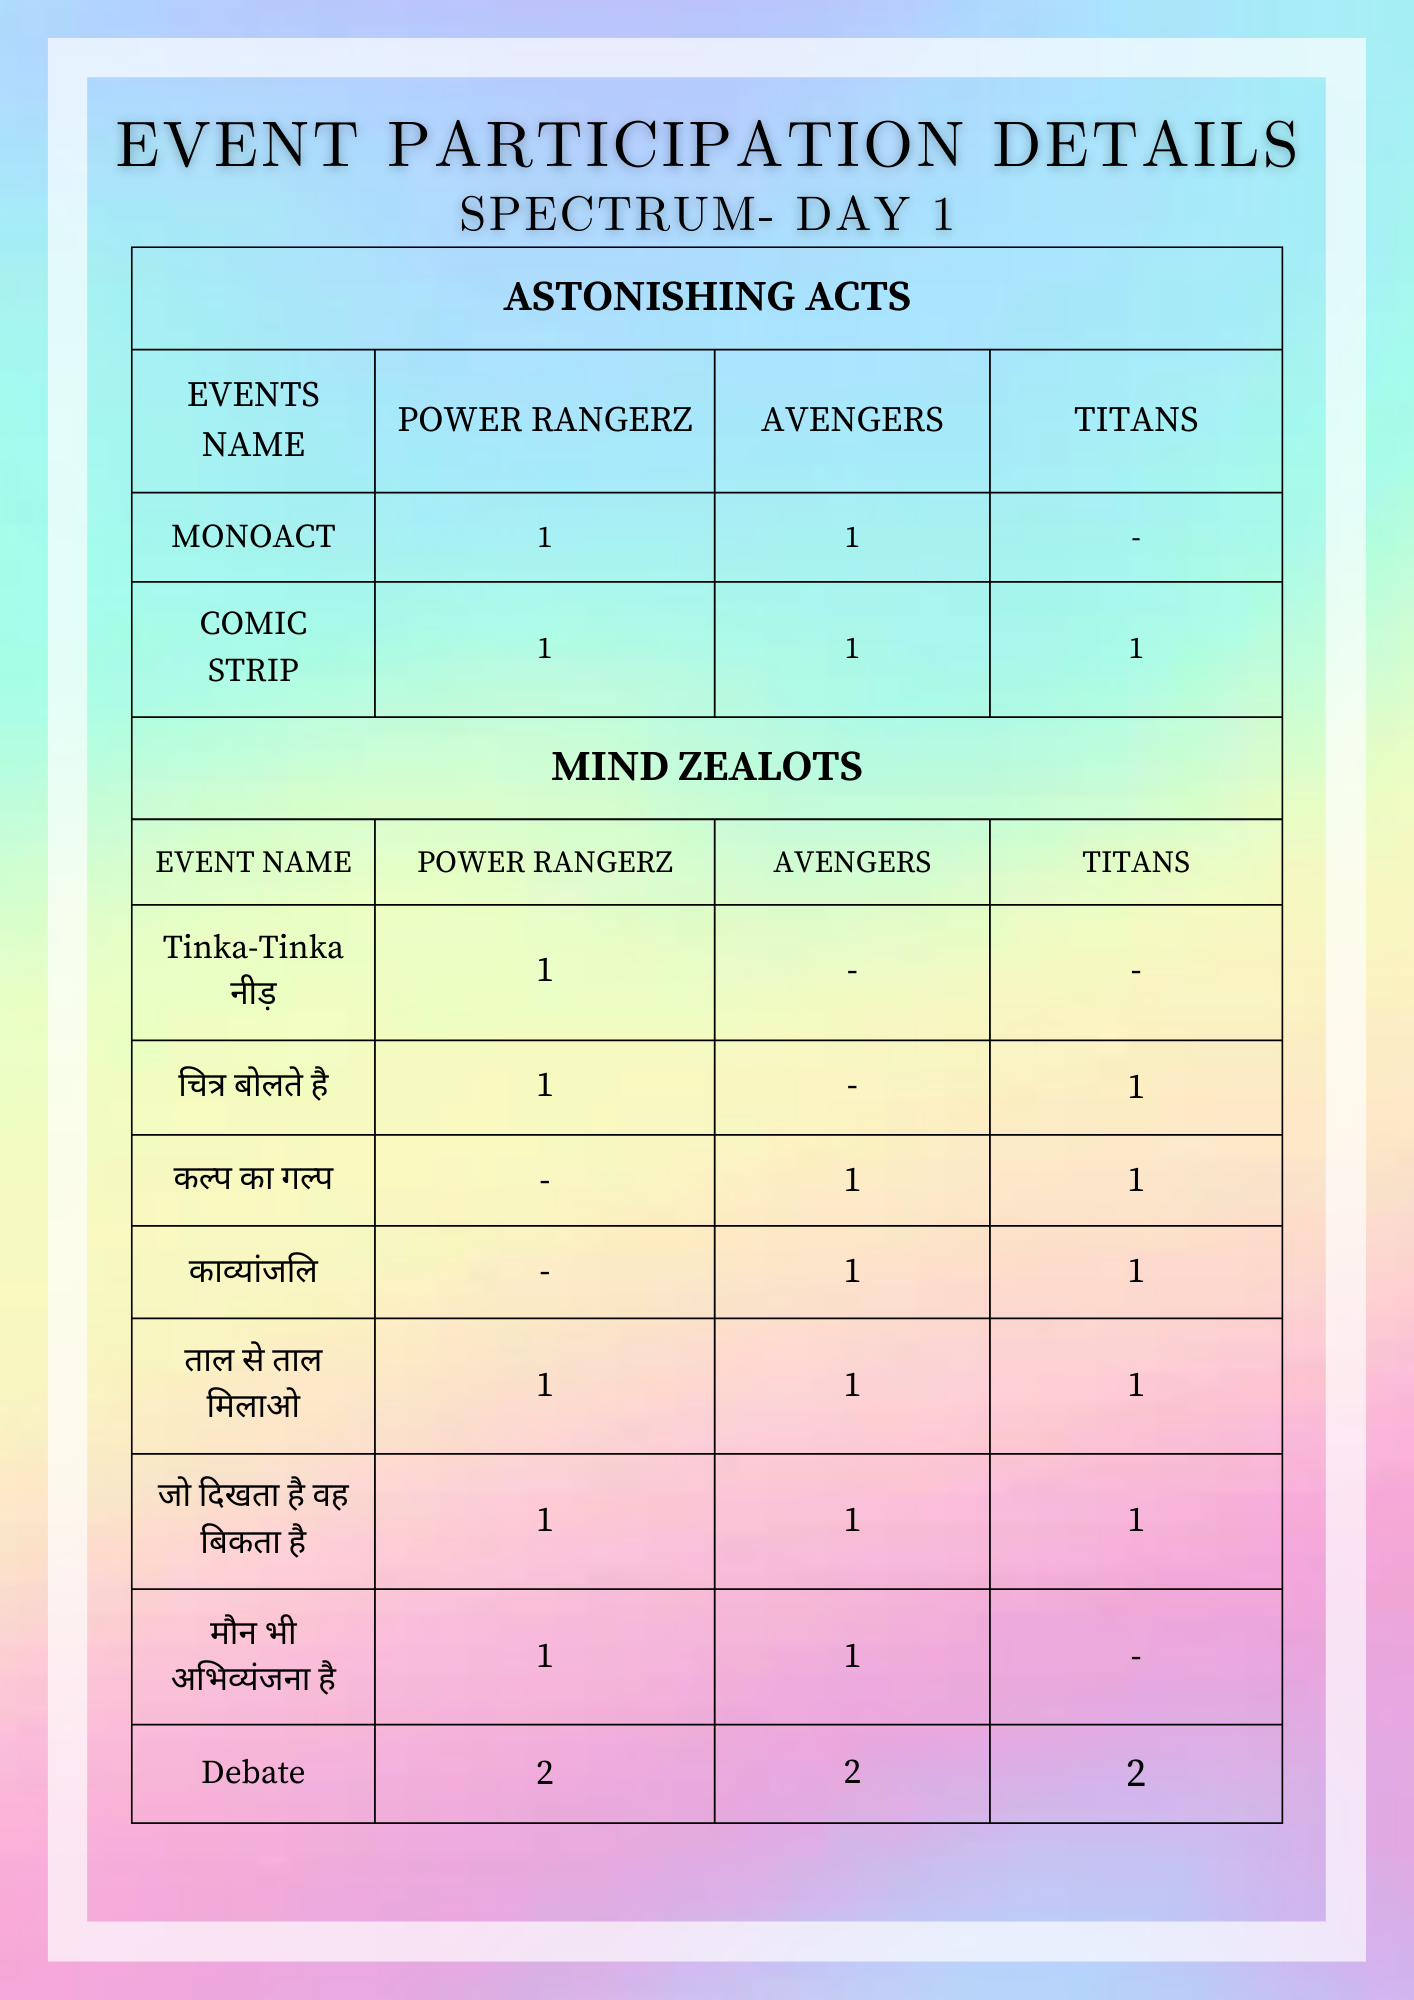 EVENT PARTICIPATION DETAILS
SPECTRUM- DAY 1
ASTONISHING ACTS
EVENTS NAME POWER RANGERZ AVENGERS TITANS
MONOACT 1 1 -
COMIC STRIP 1 1 1
MIND ZEALOTS
EVENT NAME POWER RANGERZ AVENGERS TITANS
Tinka-Tinka नीड़ 1 - -
चित्र बोलते है 1 - 1
कल्प का गल्प - 1 1
काव्यांजलि - 1 1
ताल से ताल मिलाओ 1 1 1
जो दिखता है वह बिकता है 1 1 1
मौन भी अभिव्यंजना है 1 1 -
Debate 2 2 2